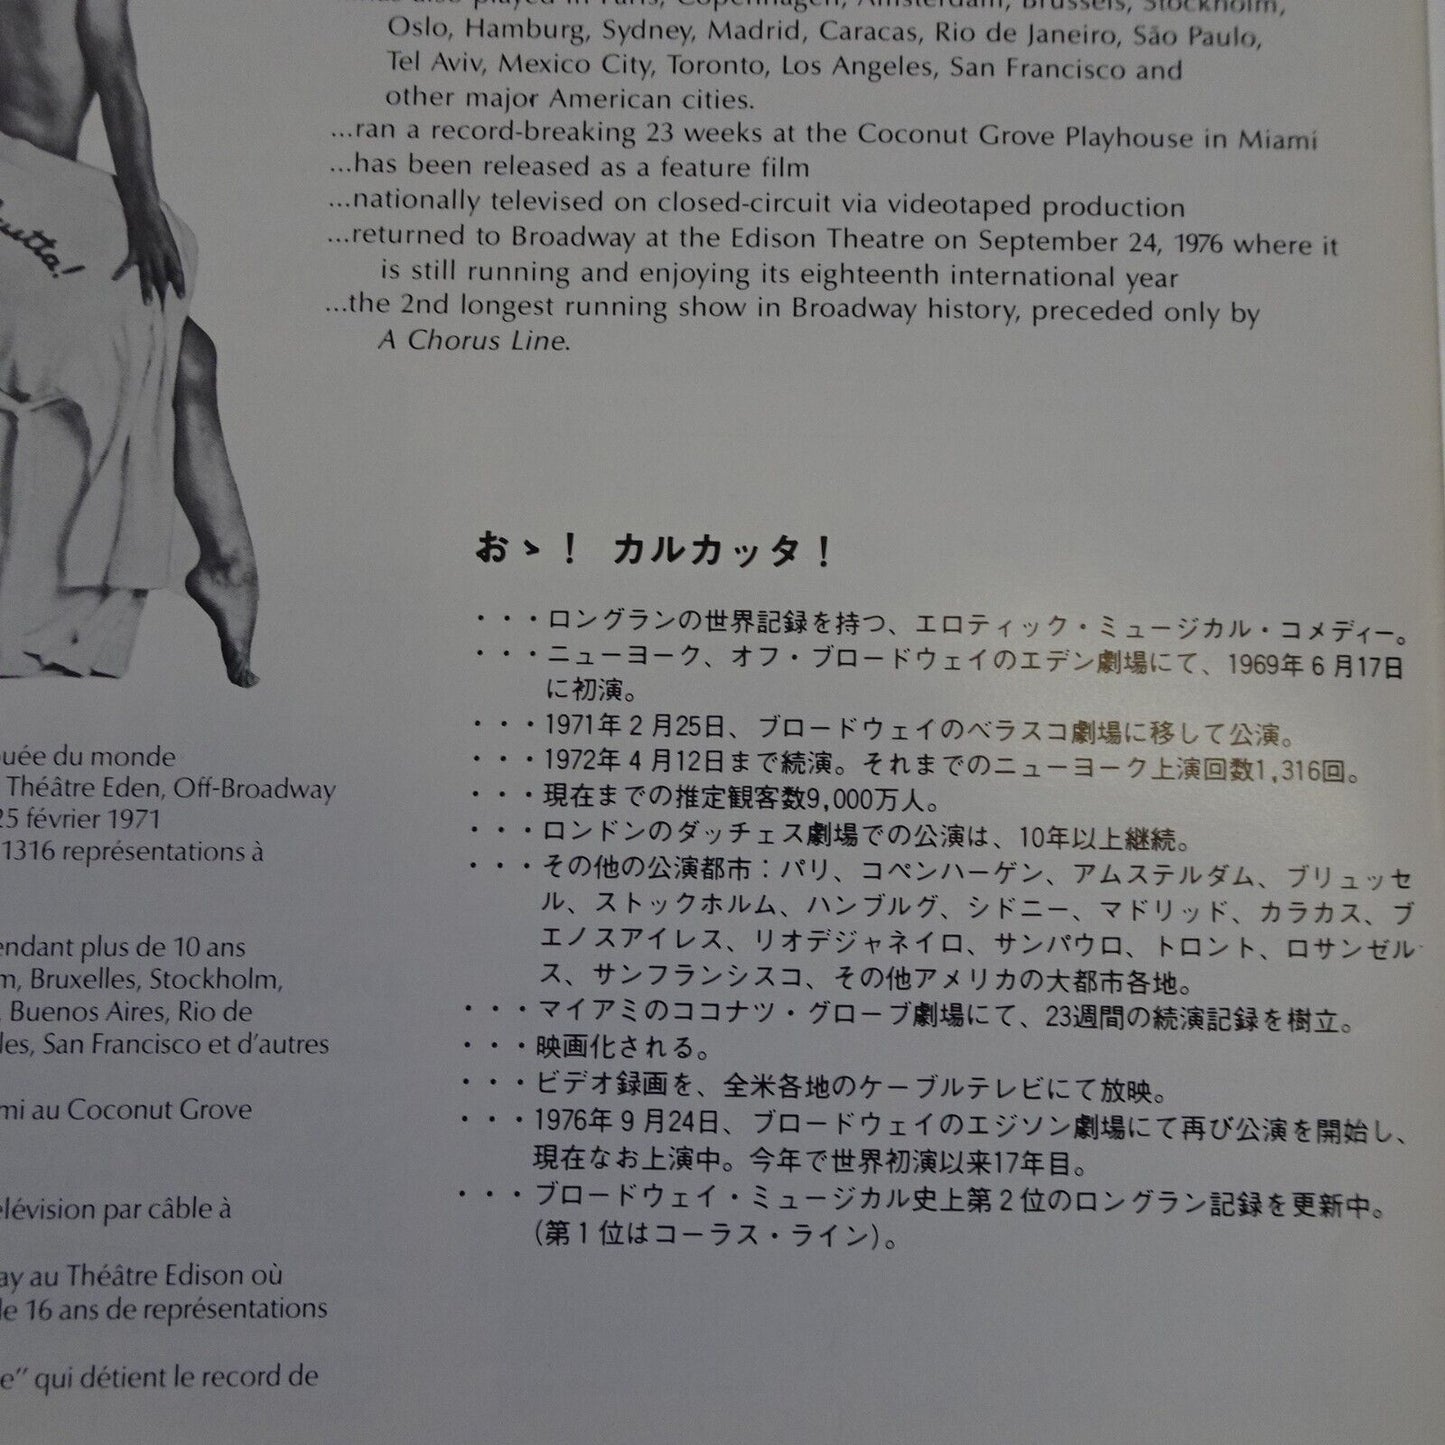 has also played in Paris, Copenhagen, Amsterdam, Brussels, Stockholm,
Oslo, Hamburg, Sydney, Madrid, Caracas, Rio de Janeiro, São Paulo,
Tel Aviv, Mexico City, Toronto, Los Angeles, San Francisco and
other major American cities.
...ran a record-breaking 23 weeks at the Coconut Grove Playhouse in Miami
...has been released as a feature film
...nationally televised on closed-circuit via videotaped production
...returned to Broadway at the Edison Theatre on September 24, 1976 where it
is still running and enjoying its eighteenth international year
...the 2nd longest running show in Broadway history, preceded only by
A Chorus Line.
おゝ! カルカッタ!
・・・ロングランの世界記録を持つ、エロティック・ミュージカル・コメディー。
・・・ニューヨーク、オフ・ブロードウェイのエデン劇場にて、1969年6月17日
に初演。
・・・1971年2月25日、ブロードウェイのベラスコ劇場に移して公演。
・・・1972年4月12日まで続演。それまでのニューヨーク上演回数1,316回。
・・・現在までの推定観客数9,000万人。
・・・ロンドンのダッチェス劇場での公演は、10年以上継続。
・・・その他の公演都市:パリ、コペンハーゲン、アムステルダム、ブリュッセ
ル、ストックホルム、ハンブルグ、シドニー、マドリッド、カラカス、ブ
エノスアイレス、リオデジャネイロ、サンパウロ、トロント、ロサンゼル
ス、サンフランシスコ、その他アメリカの大都市各地。
・・・マイアミのココナツ・グローブ劇場にて、23週間の続演記録を樹立。
・・・映画化される。
・・・ビデオ録画を、全米各地のケーブルテレビにて放映。
・・・1976年9月24日、ブロードウェイのエジソン劇場にて再び公演を開始し、
現在なお上演中。今年で世界初演以来17年目。
・・・ブロードウェイ・ミュージカル史上第2位のロングラン記録を更新中。
(第1位はコーラス・ライン)。
utta!
ouée du monde
Théâtre Eden, Off-Broadway
25 février 1971
1316 représentations à
endant plus de 10 ans
m, Bruxelles, Stockholm,
, Buenos Aires, Rio de
les, San Francisco et d'autres
mi au Coconut Grove
élévision par câble à
ay au Théâtre Edison où
de 16 ans de représentations
e" qui détient le record de